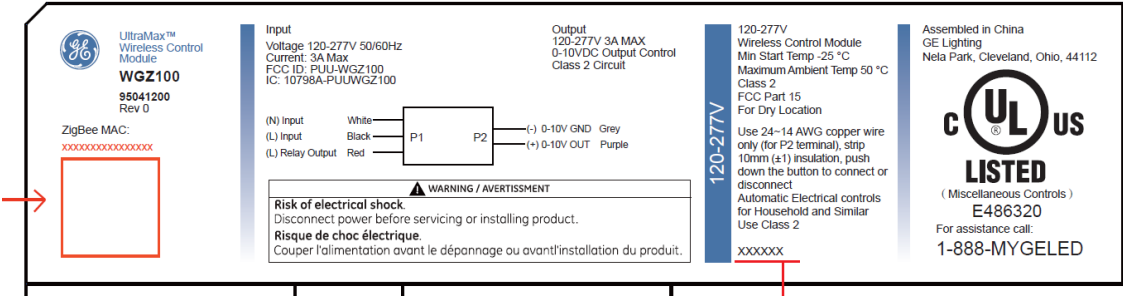 GE
UltraMax™
Wireless Control
Module
WGZ100
95041200
Rev 0
ZigBee MAC:
xxxxxxxxxxxxxxxx
Input
Voltage 120-277V 50/60Hz
Current: 3A Max
FCC ID: PUU-WGZ100
IC: 10798A-PUUWGZ100
Output
120-277V 3A MAX
0-10VDC Output Control
Class 2 Circuit
(N) Input White
(L) Input Black
(L) Relay Output Red
P1 P2
(-) 0-10V GND Grey
(+) 0-10V OUT Purple
WARNING / AVERTISSMENT
Risk of electrical shock.
Disconnect power before servicing or installing product.
Risque de choc électrique.
Couper l'alimentation avant le dépannage ou avantl'installation du produit.
120-277V
120-277V
Wireless Control Module
Min Start Temp -25 °C
Maximum Ambient Temp 50 °C
Class 2
FCC Part 15
For Dry Location
Use 24~14 AWG copper wire
only (for P2 terminal), strip
10mm (±1) insulation, push
down the button to connect or
disconnect
Automatic Electrical controls
for Household and Similar
Use Class 2
XXXXXX
Assembled in China
GE Lighting
Nela Park, Cleveland, Ohio, 44112
C UL ® US
LISTED
( Miscellaneous Controls )
E486320
For assistance call:
1-888-MYGELED